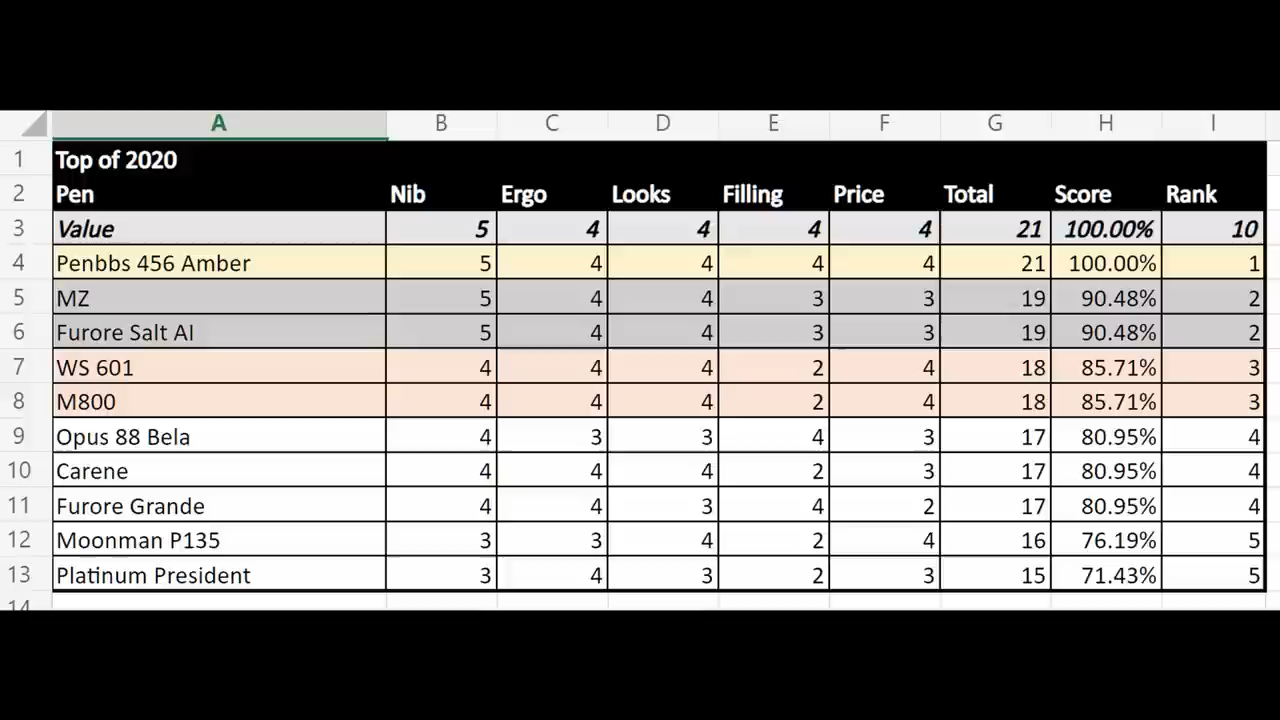 A B C D E F G H I
1 Top of 2020
2 Pen Nib Ergo Looks Filling Price Total Score Rank
3 Value 5 4 4 4 4 21 100.00% 10
4 Penbbs 456 Amber 5 4 4 4 4 21 100.00% 1
5 MZ 5 4 4 3 3 19 90.48% 2
6 Furore Salt AI 5 4 4 3 3 19 90.48% 2
7 WS 601 4 4 4 2 4 18 85.71% 3
8 M800 4 4 4 2 4 18 85.71% 3
9 Opus 88 Bela 4 3 3 4 3 17 80.95% 4
10 Carene 4 4 4 2 3 17 80.95% 4
11 Furore Grande 4 4 3 4 2 17 80.95% 4
12 Moonman P135 3 3 4 2 4 16 76.19% 5
13 Platinum President 3 4 3 2 3 15 71.43% 5
14